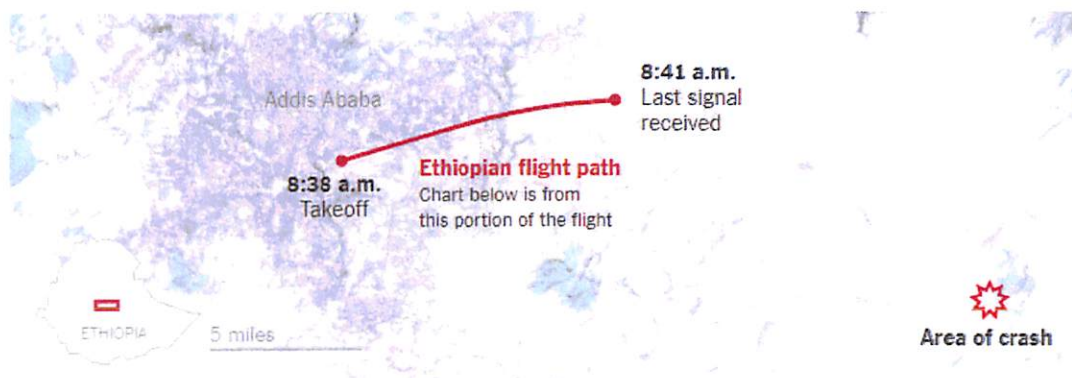 Addis Ababa
8:41 a.m.
Last signal
received
8:38 a.m.
Takeoff
Ethiopian flight path
Chart below is from
this portion of the flight
ETHIOPIA
5 miles
Area of crash